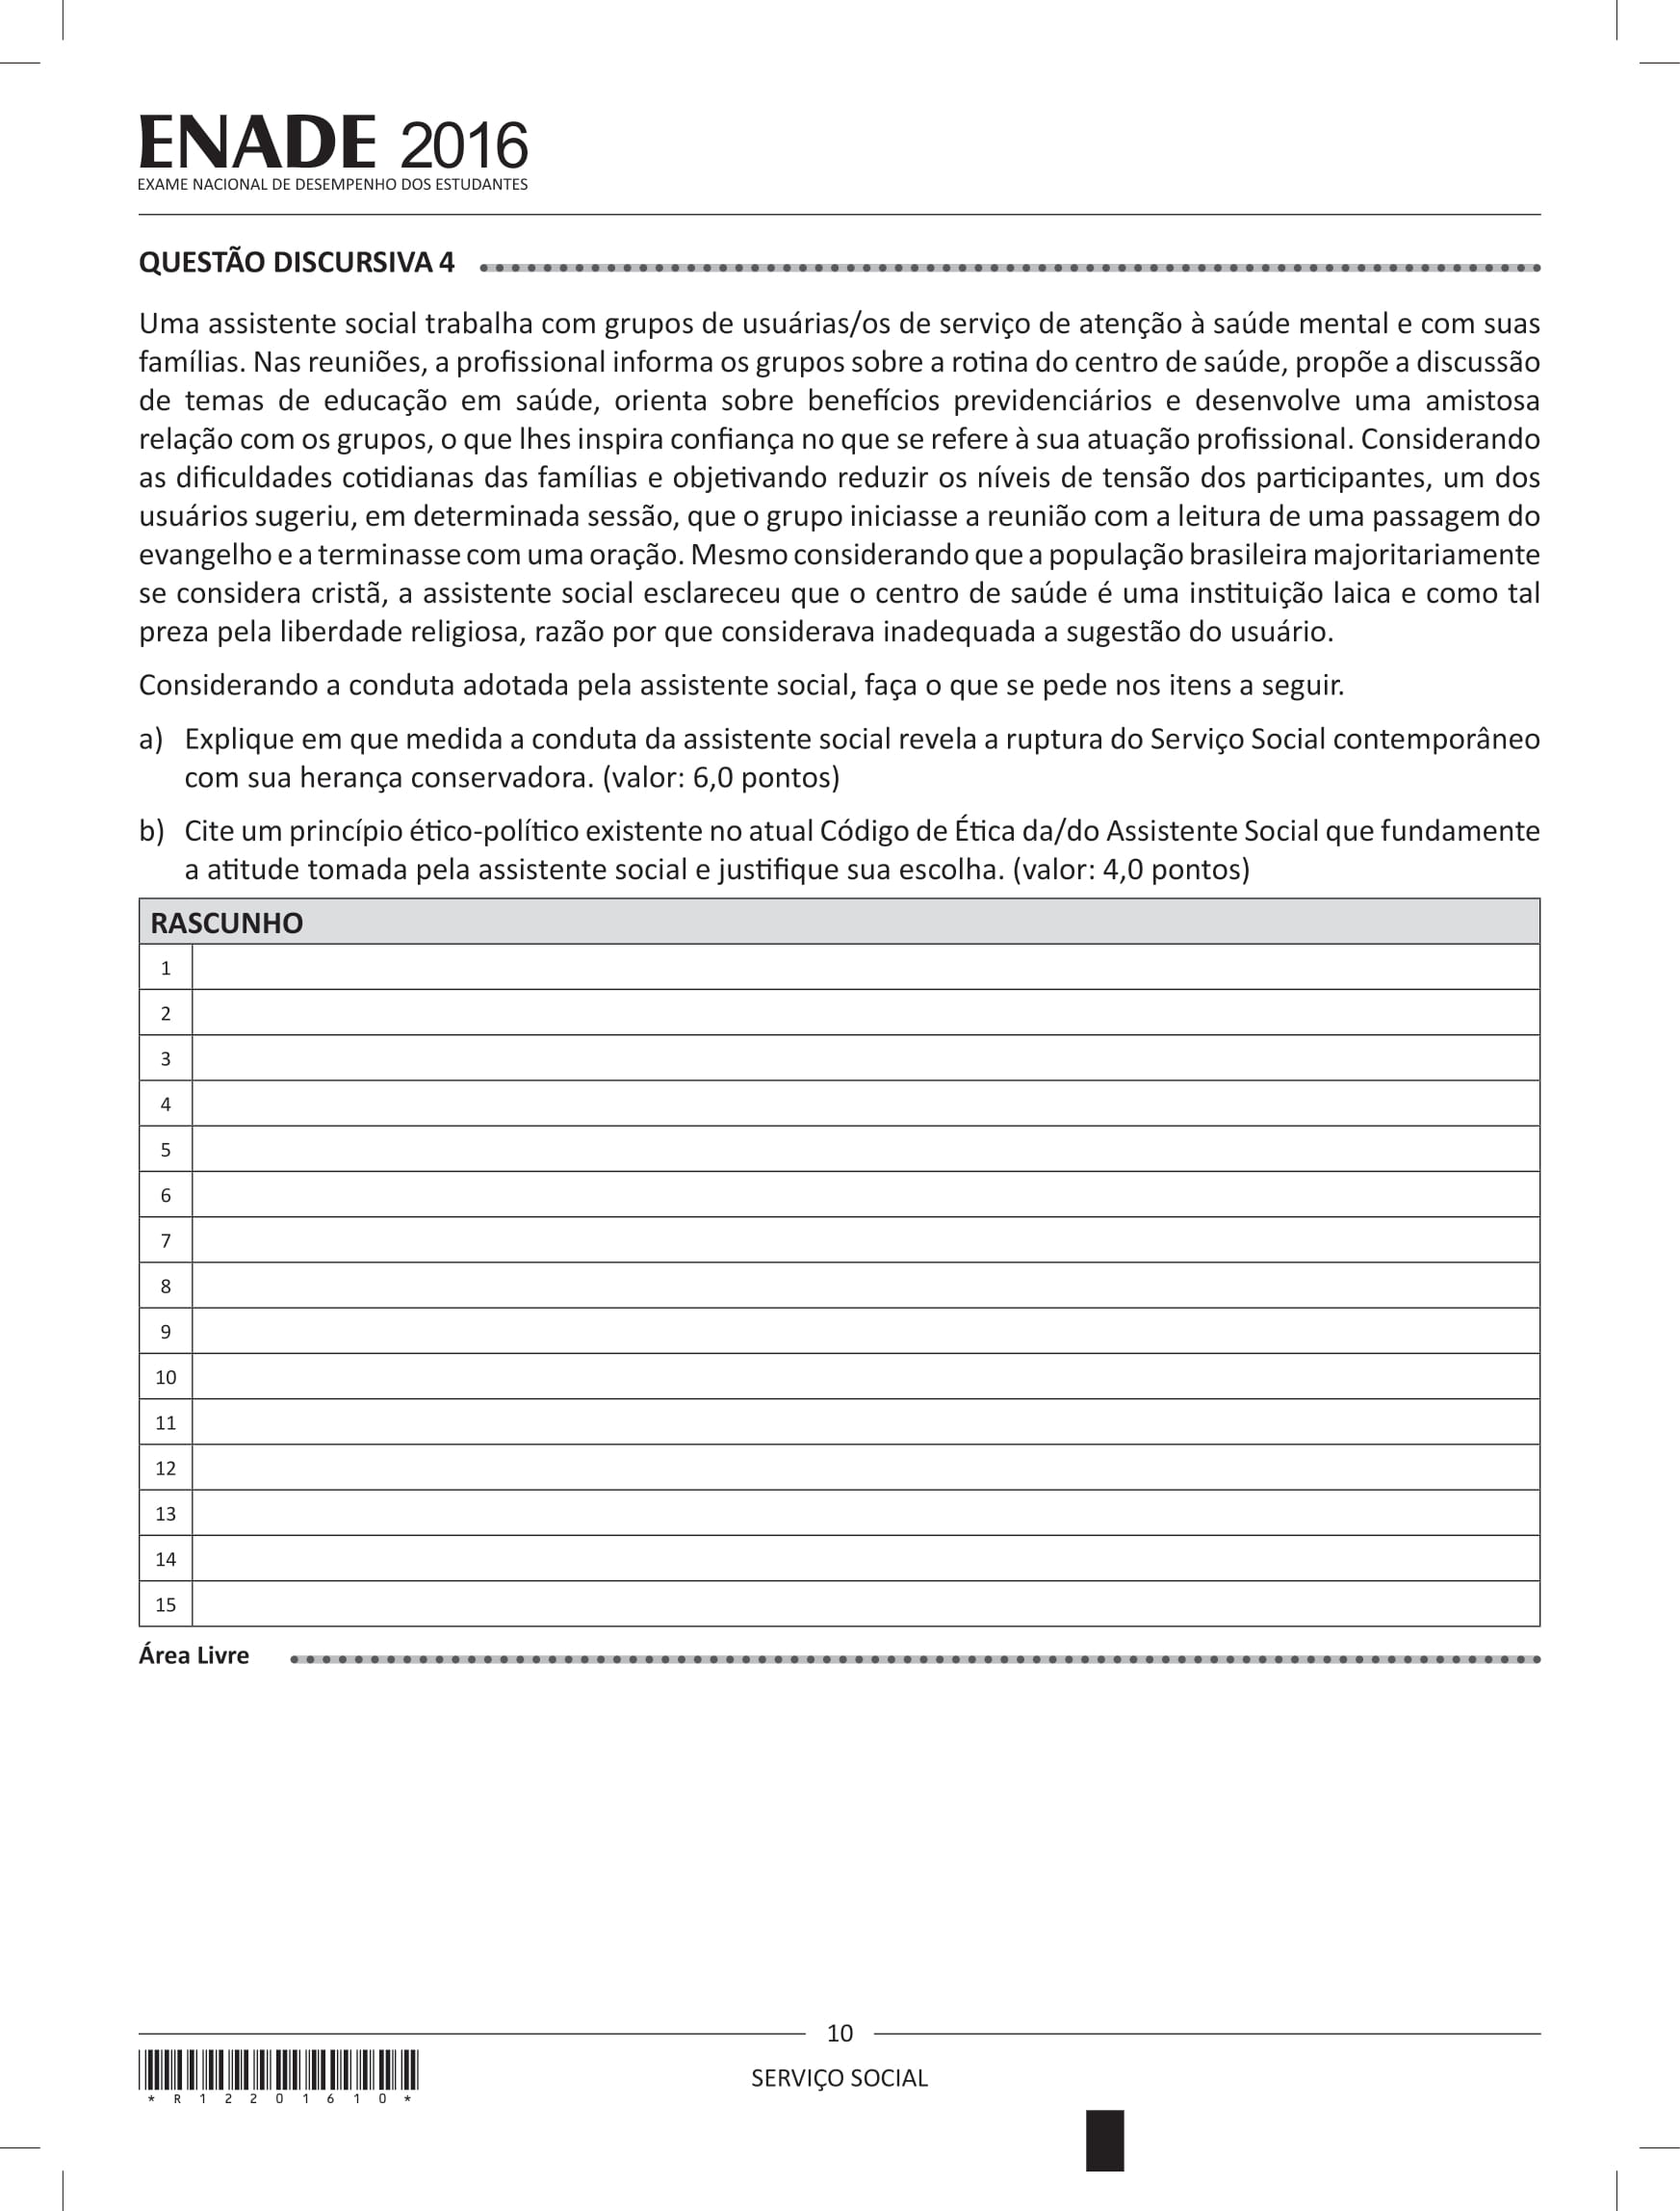 ENADE 2016
EXAME NACIONAL DE DESEMPENHO DOS ESTUDANTES
QUESTÃO DISCURSIVA 4
Uma assistente social trabalha com grupos de usuárias/os de serviço de atenção à saúde mental e com suas
famílias. Nas reuniões, a profissional informa os grupos sobre a rotina do centro de saúde, propõe a discussão
de temas de educação em saúde, orienta sobre benefícios previdenciários e desenvolve uma amistosa
relação com os grupos, o que lhes inspira confiança no que se refere à sua atuação profissional. Considerando
as dificuldades cotidianas das famílias e objetivando reduzir os níveis de tensão dos participantes, um dos
usuários sugeriu, em determinada sessão, que o grupo iniciasse a reunião com a leitura de uma passagem do
evangelho e a terminasse com uma oração. Mesmo considerando que a população brasileira majoritariamente
se considera cristã, a assistente social esclareceu que o centro de saúde é uma instituição laica e como tal
preza pela liberdade religiosa, razão por que considerava inadequada a sugestão do usuário.
Considerando a conduta adotada pela assistente social, faça o que se pede nos itens a seguir.
a) Explique em que medida a conduta da assistente social revela a ruptura do Serviço Social contemporâneo
com sua herança conservadora. (valor: 6,0 pontos)
b) Cite um princípio ético-político existente no atual Código de Ética da/do Assistente Social que fundamente
a atitude tomada pela assistente social e justifique sua escolha. (valor: 4,0 pontos)
RASCUNHO
1
2
3
4
5
6
7
8
9
10
11
12
13
14
15
Área Livre
10
SERVIÇO SOCIAL
* R 1 2 2 0 1 6 1 0 *